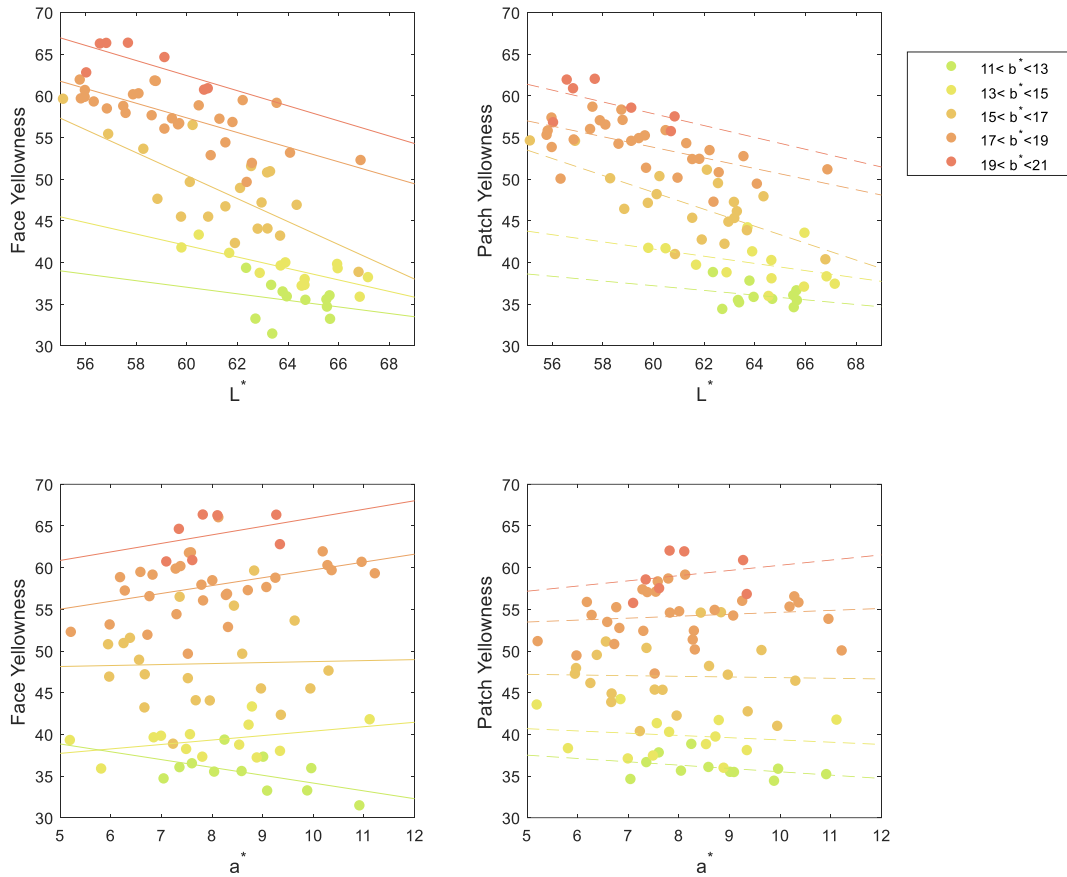 70
65
60
55
50
45
40
35
30
Face Yellowness
56 58 60 62 64 66 68
L*
70
65
60
55
50
45
40
35
30
Patch Yellowness
56 58 60 62 64 66 68
L*
11< b*<13
13< b*<15
15< b*<17
17< b*<19
19< b*<21
70
65
60
55
50
45
40
35
30
Face Yellowness
5 6 7 8 9 10 11 12
a*
70
65
60
55
50
45
40
35
30
Patch Yellowness
5 6 7 8 9 10 11 12
a*